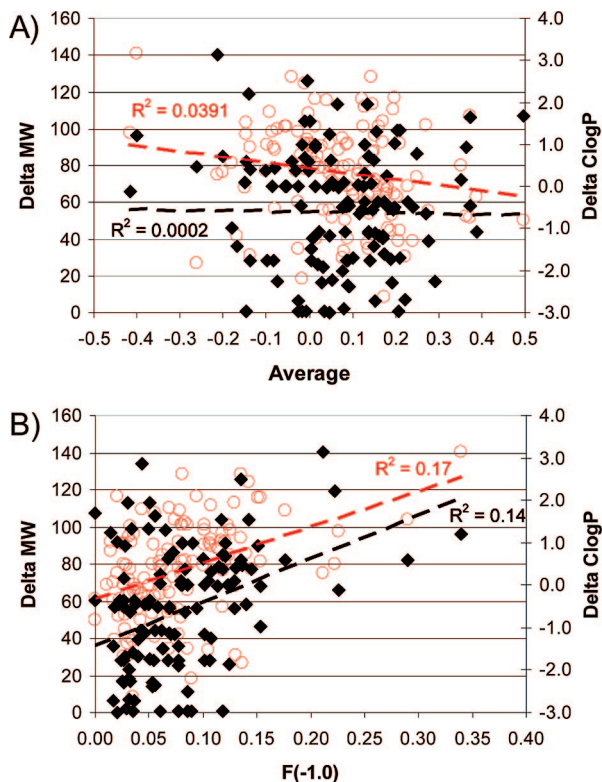 A)
160 4.0
140 3.0
120 2.0
R² = 0.0391
100 1.0
80 0.0
60 -1.0
R² = 0.0002
40
20 -2.0
0 -3.0
Delta MW
Delta ClogP
-0.5 -0.4 -0.3 -0.2 -0.1 0.0 0.1 0.2 0.3 0.4 0.5
Average
B)
160 4.0
140 3.0
R² = 0.17
120 2.0
R² = 0.14
100 1.0
80 0.0
60 -1.0
40
20 -2.0
0 -3.0
Delta MW
Delta ClogP
0.00 0.05 0.10 0.15 0.20 0.25 0.30 0.35 0.40
F(-1.0)